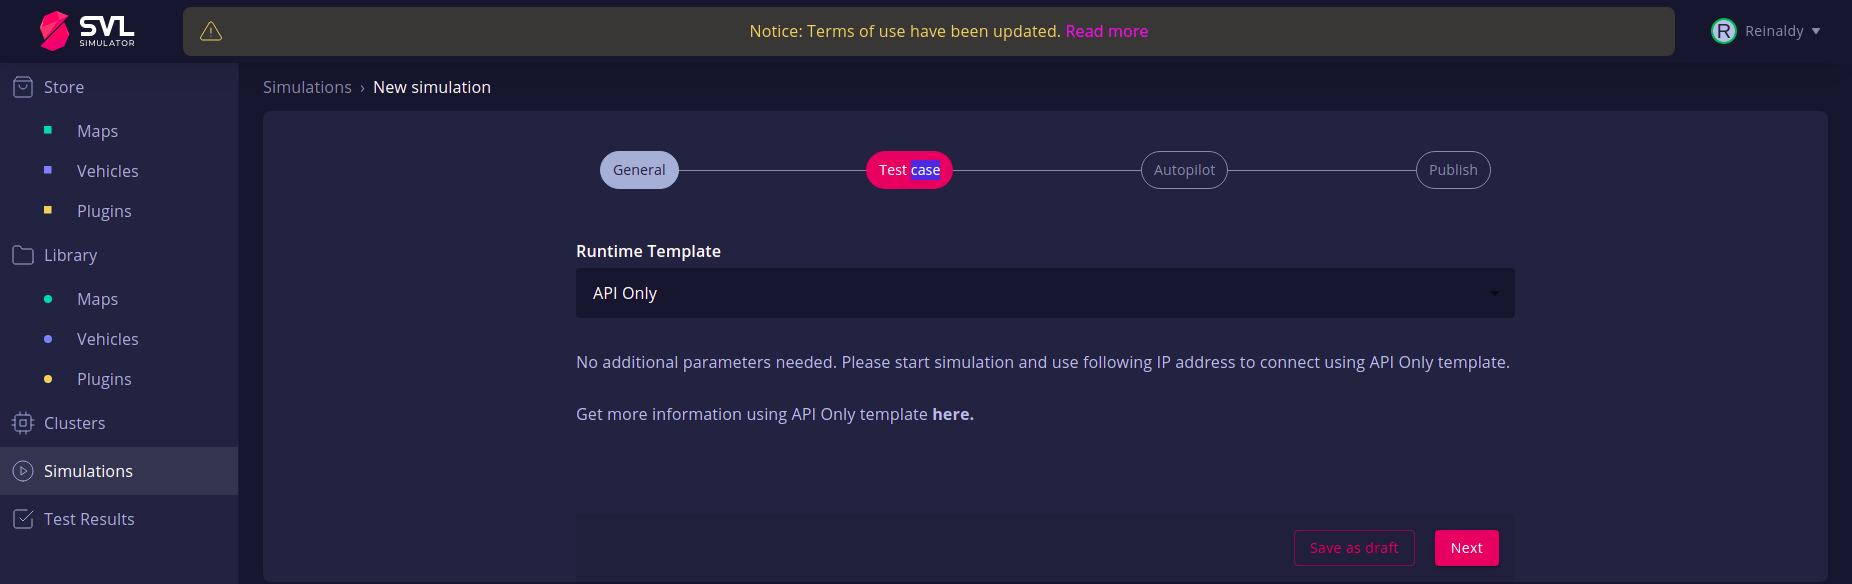 SVL
SIMULATOR
Notice: Terms of use have been updated. Read more
R Reinaldy
Store
Maps
Vehicles
Plugins
Library
Maps
Vehicles
Plugins
Clusters
Simulations
Test Results
Simulations › New simulation
General
Test case
Autopilot
Publish
Runtime Template
API Only
No additional parameters needed. Please start simulation and use following IP address to connect using API Only template.
Get more information using API Only template here.
Save as draft
Next